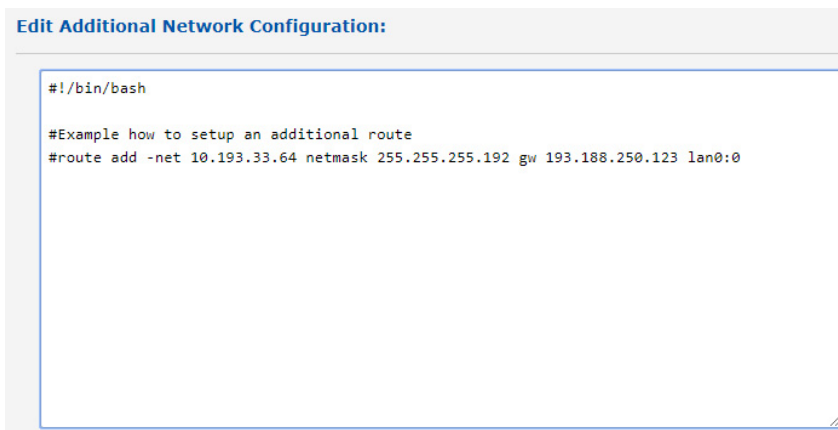 Edit Additional Network Configuration:
#!/bin/bash
#Example how to setup an additional route
#route add -net 10.193.33.64 netmask 255.255.255.192 gw 193.188.250.123 lan0:0